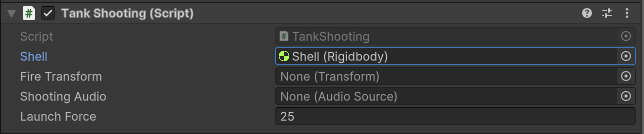 Tank Shooting (Script)
Script TankShooting
Shell Shell (Rigidbody)
Fire Transform None (Transform)
Shooting Audio None (Audio Source)
Launch Force 25